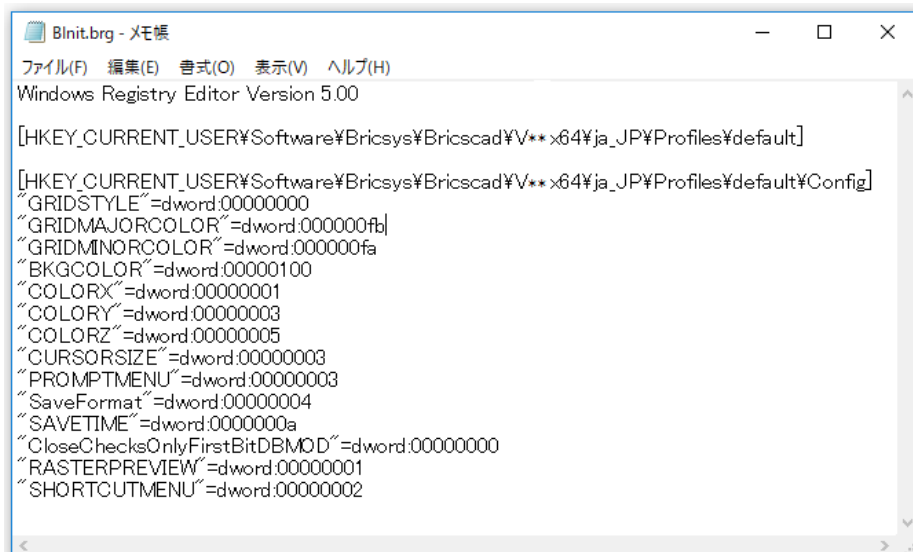 BInit.brg - メモ帳
ファイル(F) 編集(E) 書式(O) 表示(V) ヘルプ(H)
Windows Registry Editor Version 5.00
[HKEY_CURRENT_USER¥Software¥Bricsys¥Bricscad¥V**x64¥ja_JP¥Profiles¥default]
[HKEY_CURRENT_USER¥Software¥Bricsys¥Bricscad¥V**x64¥ja_JP¥Profiles¥default¥Config]
"GRIDSTYLE"=dword:00000000
"GRIDMAJORCOLOR"=dword:000000fb
"GRIDMINORCOLOR"=dword:000000fa
"BKGCOLOR"=dword:00000100
"COLORX"=dword:00000001
"COLORY"=dword:00000003
"COLORZ"=dword:00000005
"CURSORSIZE"=dword:00000003
"PROMPTMENU"=dword:00000003
"SaveFormat"=dword:00000004
"SAVETIME"=dword:0000000a
"CloseChecksOnlyFirstBitDBMOD"=dword:00000000
"RASTERPREVIEW"=dword:00000001
"SHORTCUTMENU"=dword:00000002